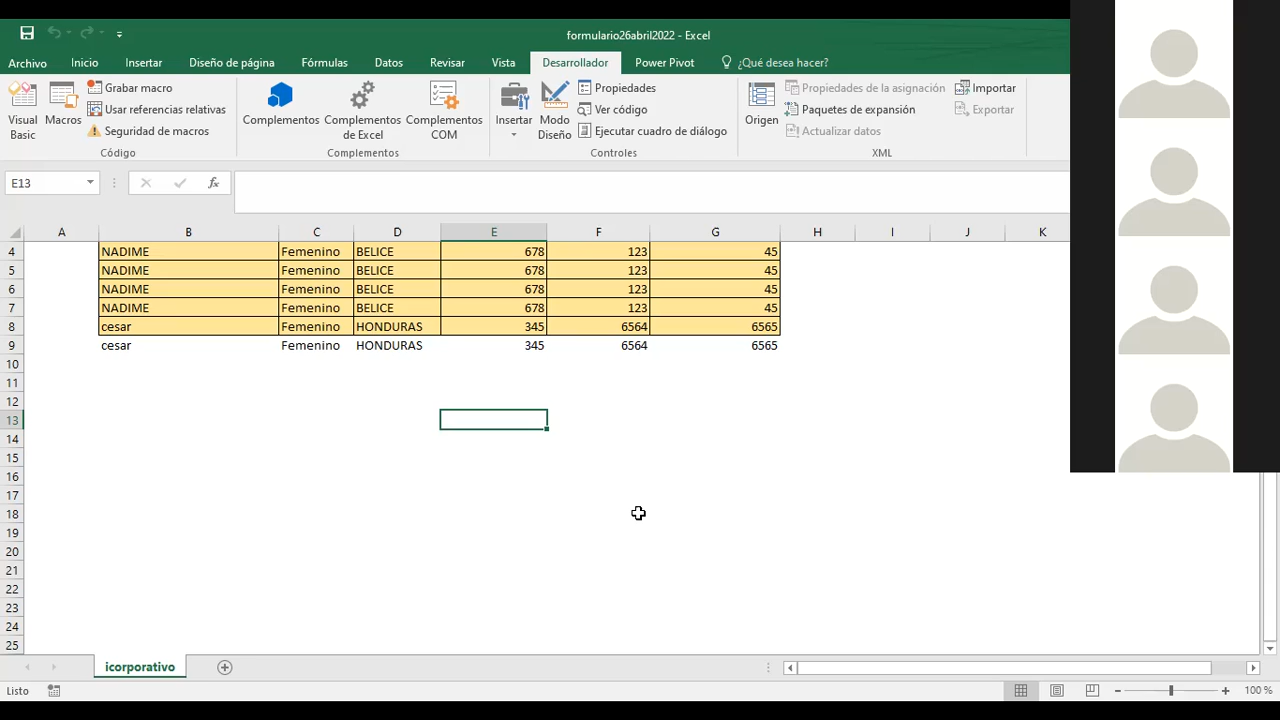 formulario26abril2022 - Excel
Archivo Inicio Insertar Diseño de página Fórmulas Datos Revisar Vista Desarrollador Power Pivot ¿Qué desea hacer?
Visual Basic
Macros
Grabar macro
Usar referencias relativas
Seguridad de macros
Código
Complementos
Complementos de Excel
Complementos COM
Complementos
Insertar
Modo Diseño
Propiedades
Ver código
Ejecutar cuadro de diálogo
Controles
Origen
Propiedades de la asignación
Paquetes de expansión
Actualizar datos
Importar
Exportar
XML
E13 fx
A B C D E F G H I J K
4 NADIME Femenino BELICE 678 123 45
5 NADIME Femenino BELICE 678 123 45
6 NADIME Femenino BELICE 678 123 45
7 NADIME Femenino BELICE 678 123 45
8 cesar Femenino HONDURAS 345 6564 6565
9 cesar Femenino HONDURAS 345 6564 6565
10
11
12
13
14
15
16
17
18
19
20
21
22
23
24
25
icorporativo
Listo 100 %